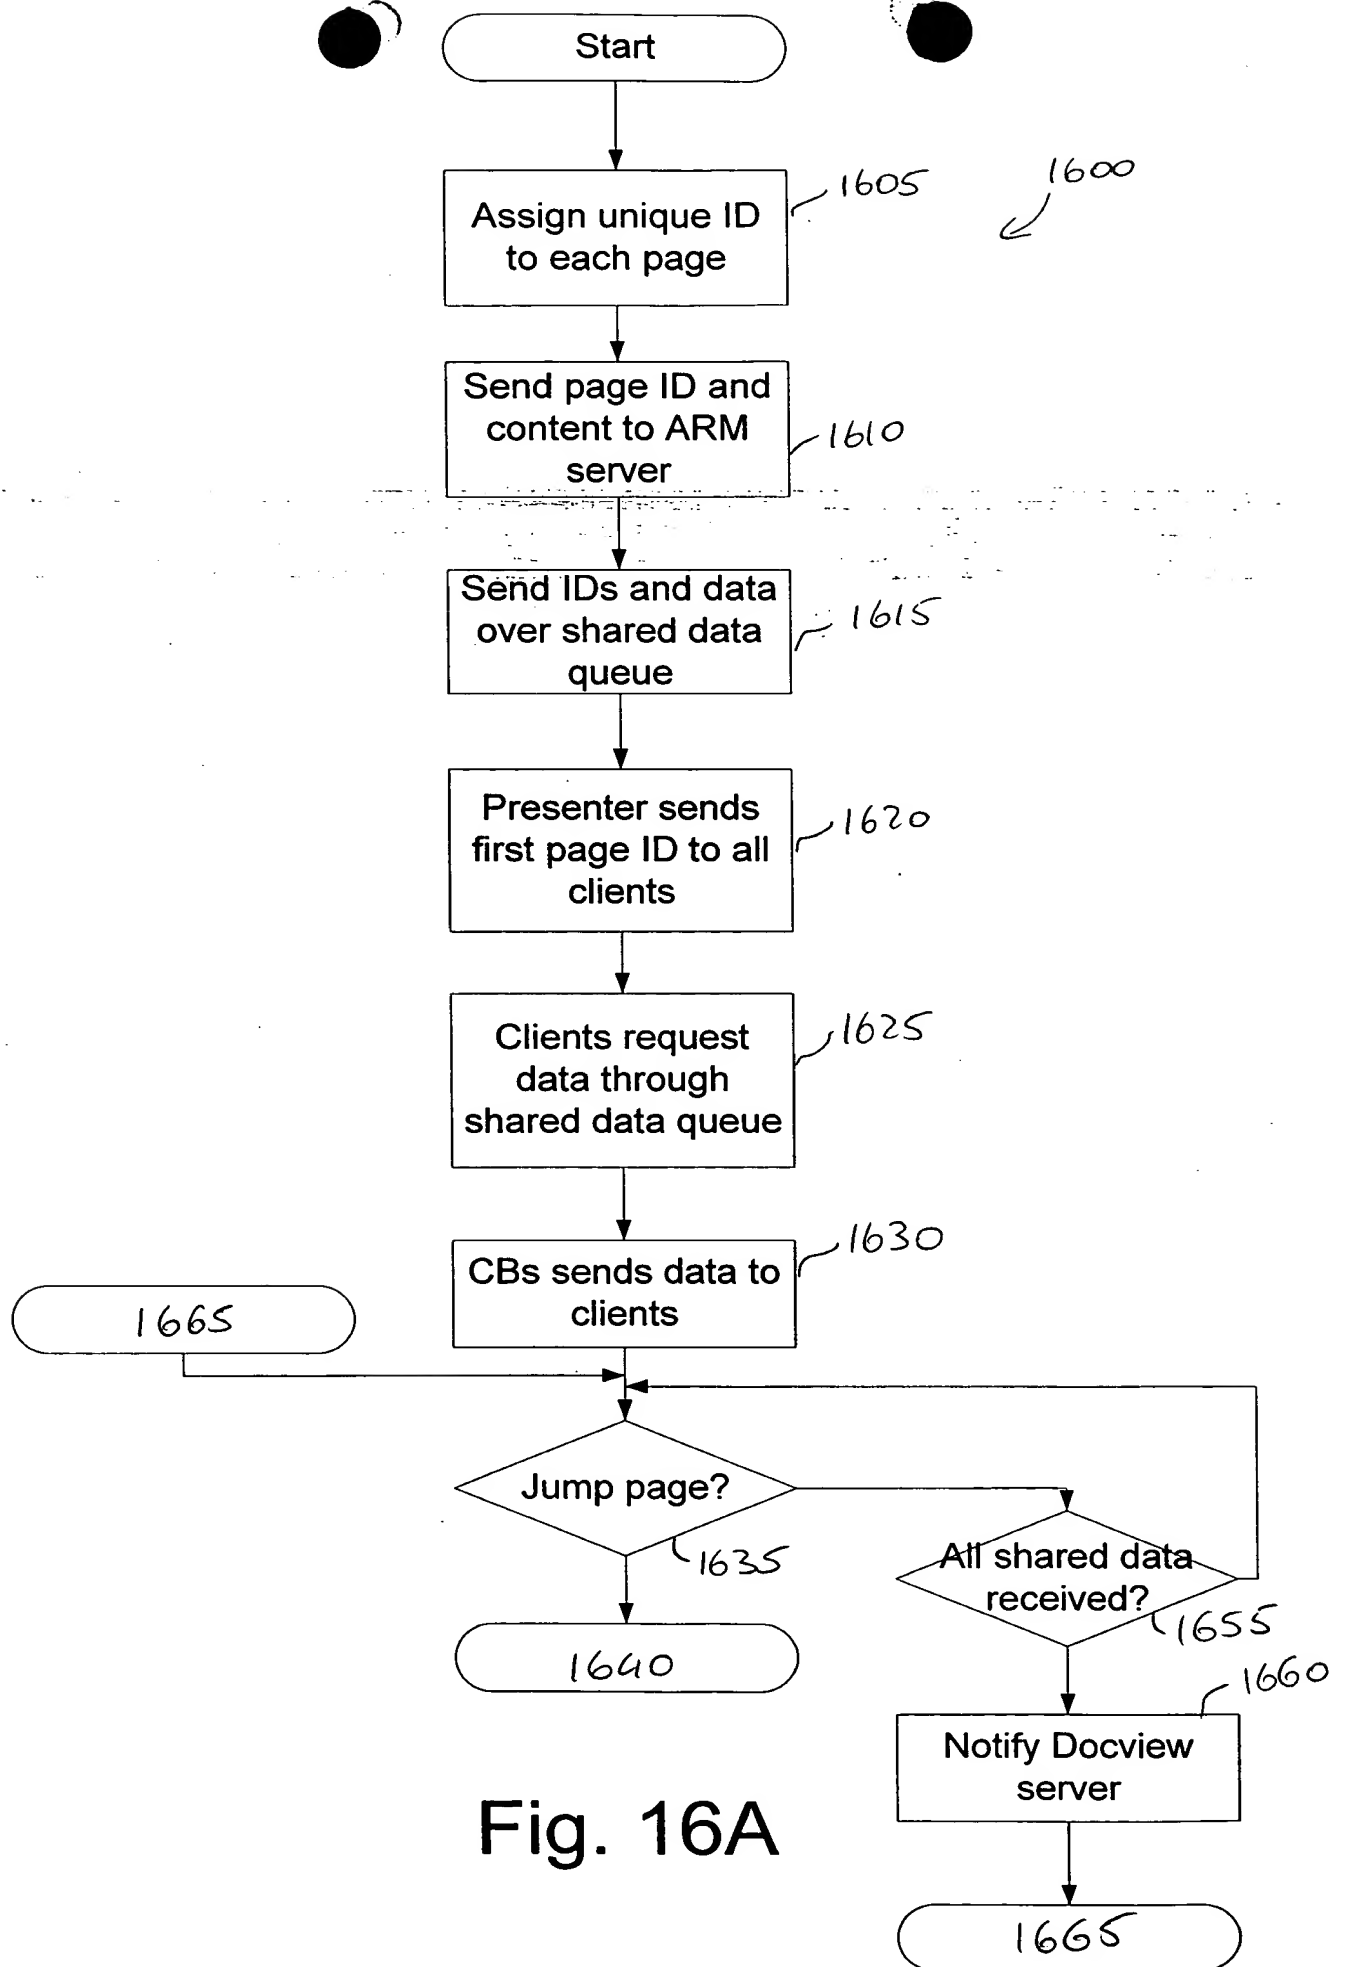 Start
1605
1600
Assign unique ID
to each page
Send page ID and
content to ARM
server
1610
Send IDs and data
over shared data
queue
1615
Presenter sends
first page ID to all
clients
1620
Clients request
data through
shared data queue
1625
CBs sends data to
clients
1630
1665
Jump page?
1635
All shared data
received?
1655
1640
1660
Notify Docview
server
Fig. 16A
1665